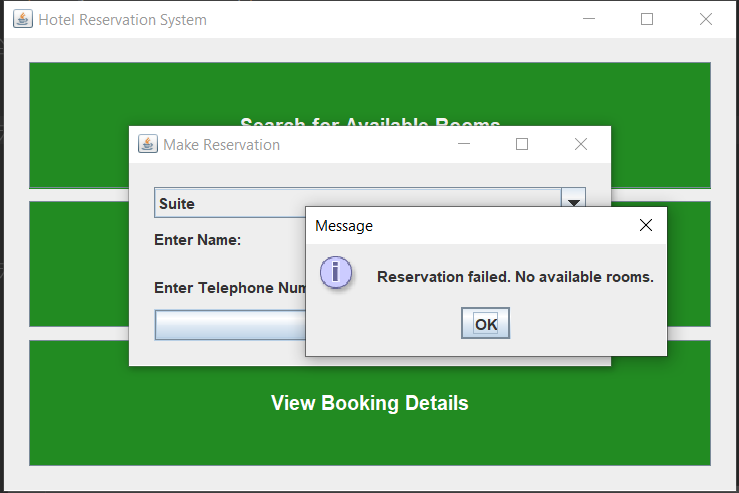 Hotel Reservation System
Search for Available Rooms
Make Reservation
Suite
Message
Enter Name:
Reservation failed. No available rooms.
Enter Telephone Num
OK
View Booking Details